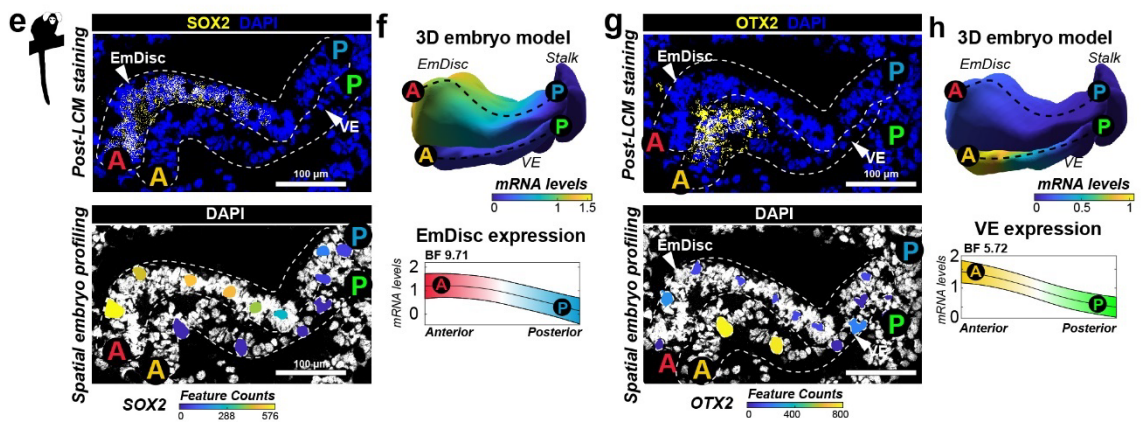 e
SOX2 DAPI
Post-LCM staining
EmDisc
P
P
VE
A
A
100 µm
DAPI
Spatial embryo profiling
P
P
A
A
100 µm
SOX2
Feature Counts
0 288 576
f
3D embryo model
EmDisc
Stalk
A
P
P
A
VE
mRNA levels
0 1 1.5
EmDisc expression
BF 9.71
mRNA levels
2
1
0
A
P
Anterior Posterior
g
OTX2 DAPI
Post-LCM staining
EmDisc
P
P
VE
A
A
100 µm
DAPI
Spatial embryo profiling
EmDisc
P
P
VE
A
A
OTX2
Feature Counts
0 400 800
h
3D embryo model
EmDisc
Stalk
A
P
P
A
VE
mRNA levels
0 0.5 1
VE expression
BF 5.72
mRNA levels
2
1
0
A
P
Anterior Posterior